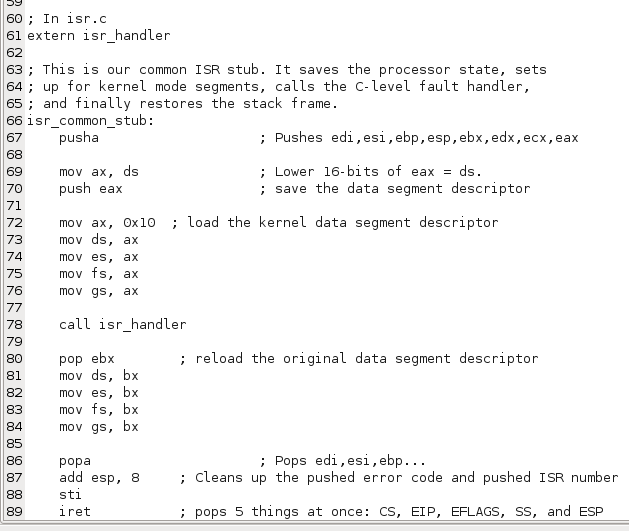 59
60 ; In isr.c
61 extern isr_handler
62
63 ; This is our common ISR stub. It saves the processor state, sets
64 ; up for kernel mode segments, calls the C-level fault handler,
65 ; and finally restores the stack frame.
66 isr_common_stub:
67     pusha                    ; Pushes edi,esi,ebp,esp,ebx,edx,ecx,eax
68
69     mov ax, ds               ; Lower 16-bits of eax = ds.
70     push eax                 ; save the data segment descriptor
71
72     mov ax, 0x10  ; load the kernel data segment descriptor
73     mov ds, ax
74     mov es, ax
75     mov fs, ax
76     mov gs, ax
77
78     call isr_handler
79
80     pop ebx        ; reload the original data segment descriptor
81     mov ds, bx
82     mov es, bx
83     mov fs, bx
84     mov gs, bx
85
86     popa                     ; Pops edi,esi,ebp...
87     add esp, 8     ; Cleans up the pushed error code and pushed ISR number
88     sti
89     iret           ; pops 5 things at once: CS, EIP, EFLAGS, SS, and ESP